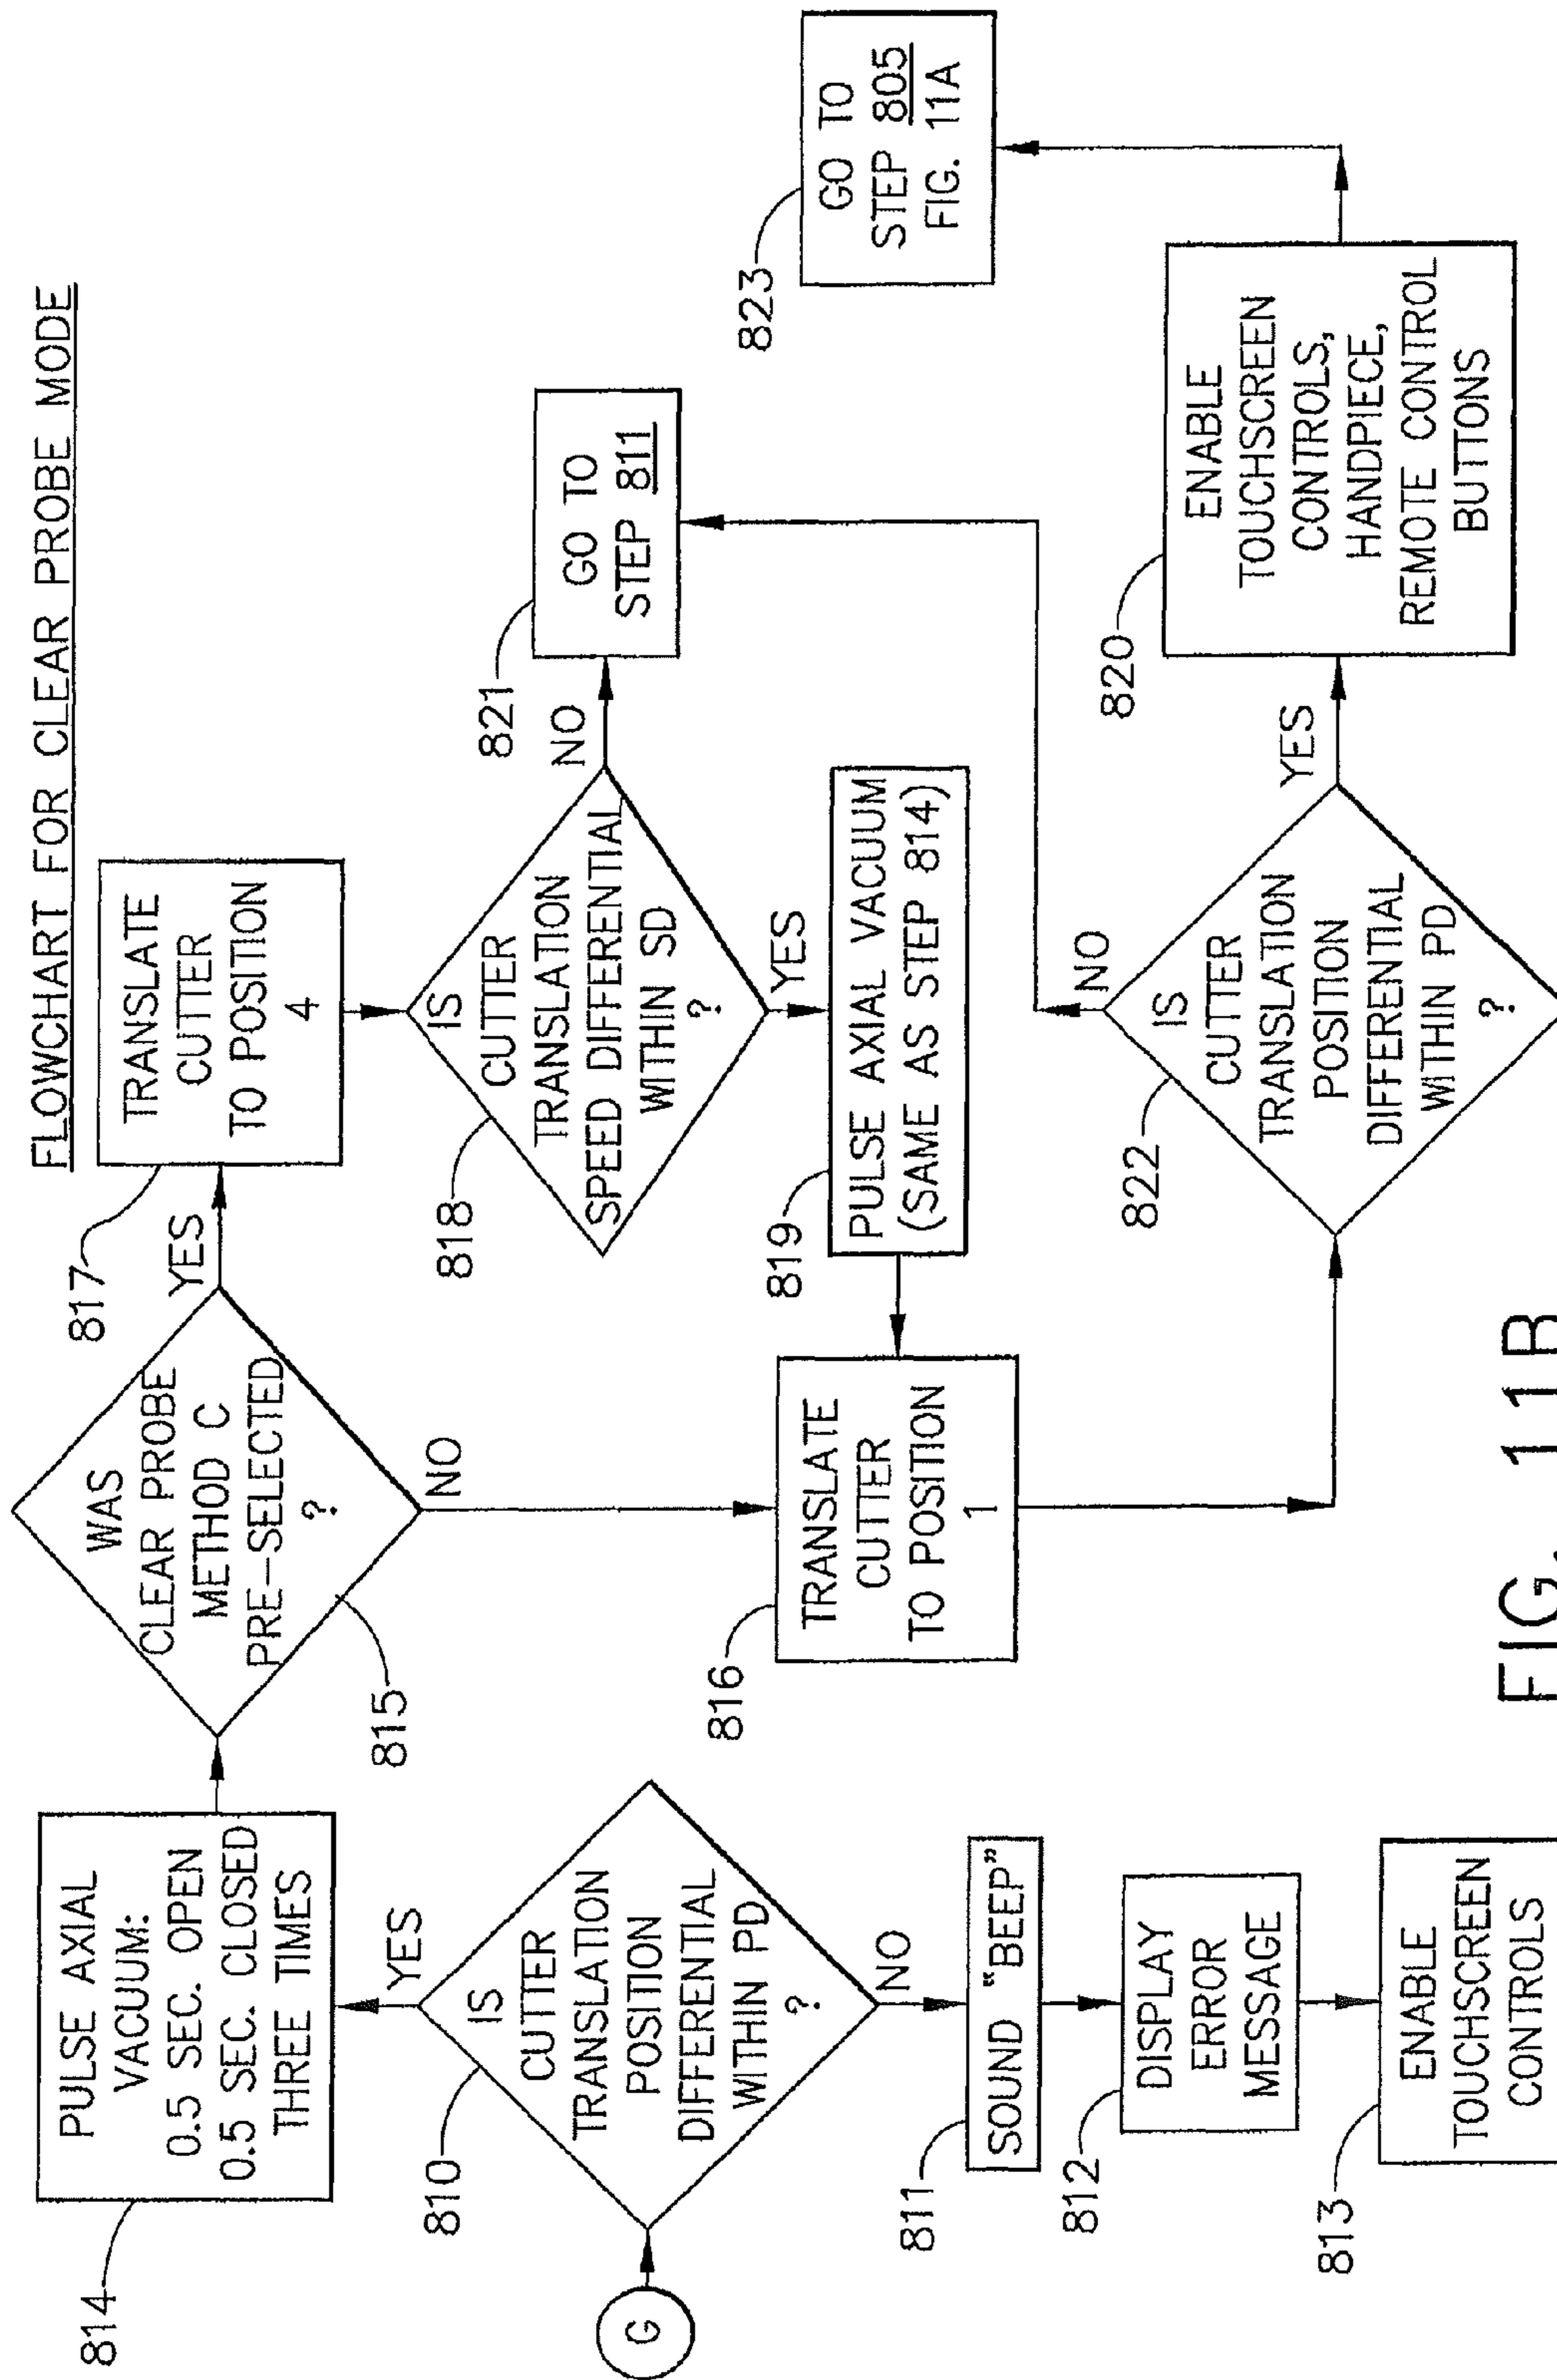 FLOWCHART FOR CLEAR PROBE MODE
814
PULSE AXIAL
VACUUM:
0.5 SEC. OPEN
0.5 SEC. CLOSED
THREE TIMES
815
WAS
CLEAR PROBE
METHOD C
PRE-SELECTED
?
YES
NO
817
TRANSLATE
CUTTER
TO POSITION
4
G
810
IS
CUTTER
TRANSLATION
POSITION
DIFFERENTIAL
WITHIN PD
?
YES
NO
818
IS
CUTTER
TRANSLATION
SPEED DIFFERENTIAL
WITHIN SD
?
NO
YES
821
GO TO
STEP 811
811
SOUND "BEEP"
816
TRANSLATE
CUTTER
TO POSITION
1
819
PULSE AXIAL VACUUM
(SAME AS STEP 814)
823
GO TO
STEP 805
FIG. 11A
812
DISPLAY
ERROR
MESSAGE
822
IS
CUTTER
TRANSLATION
POSITION
DIFFERENTIAL
WITHIN PD
?
NO
YES
820
ENABLE
TOUCHSCREEN
CONTROLS,
HANDPIECE,
REMOTE CONTROL
BUTTONS
813
ENABLE
TOUCHSCREEN
CONTROLS
FIG. 11B